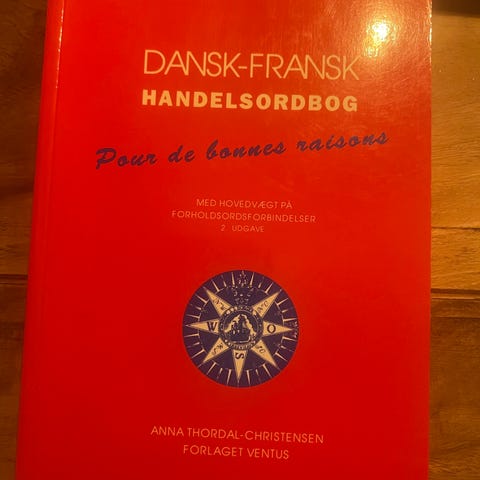 DANSK-FRANSK
HANDELSORDBOG
Pour de bonnes raisons
MED HOVEDVÆGT PÅ
FORHOLDSORDSFORBINDELSER
2. UDGAVE
W
O
S
ANNA THORDAL-CHRISTENSEN
FORLAGET VENTUS